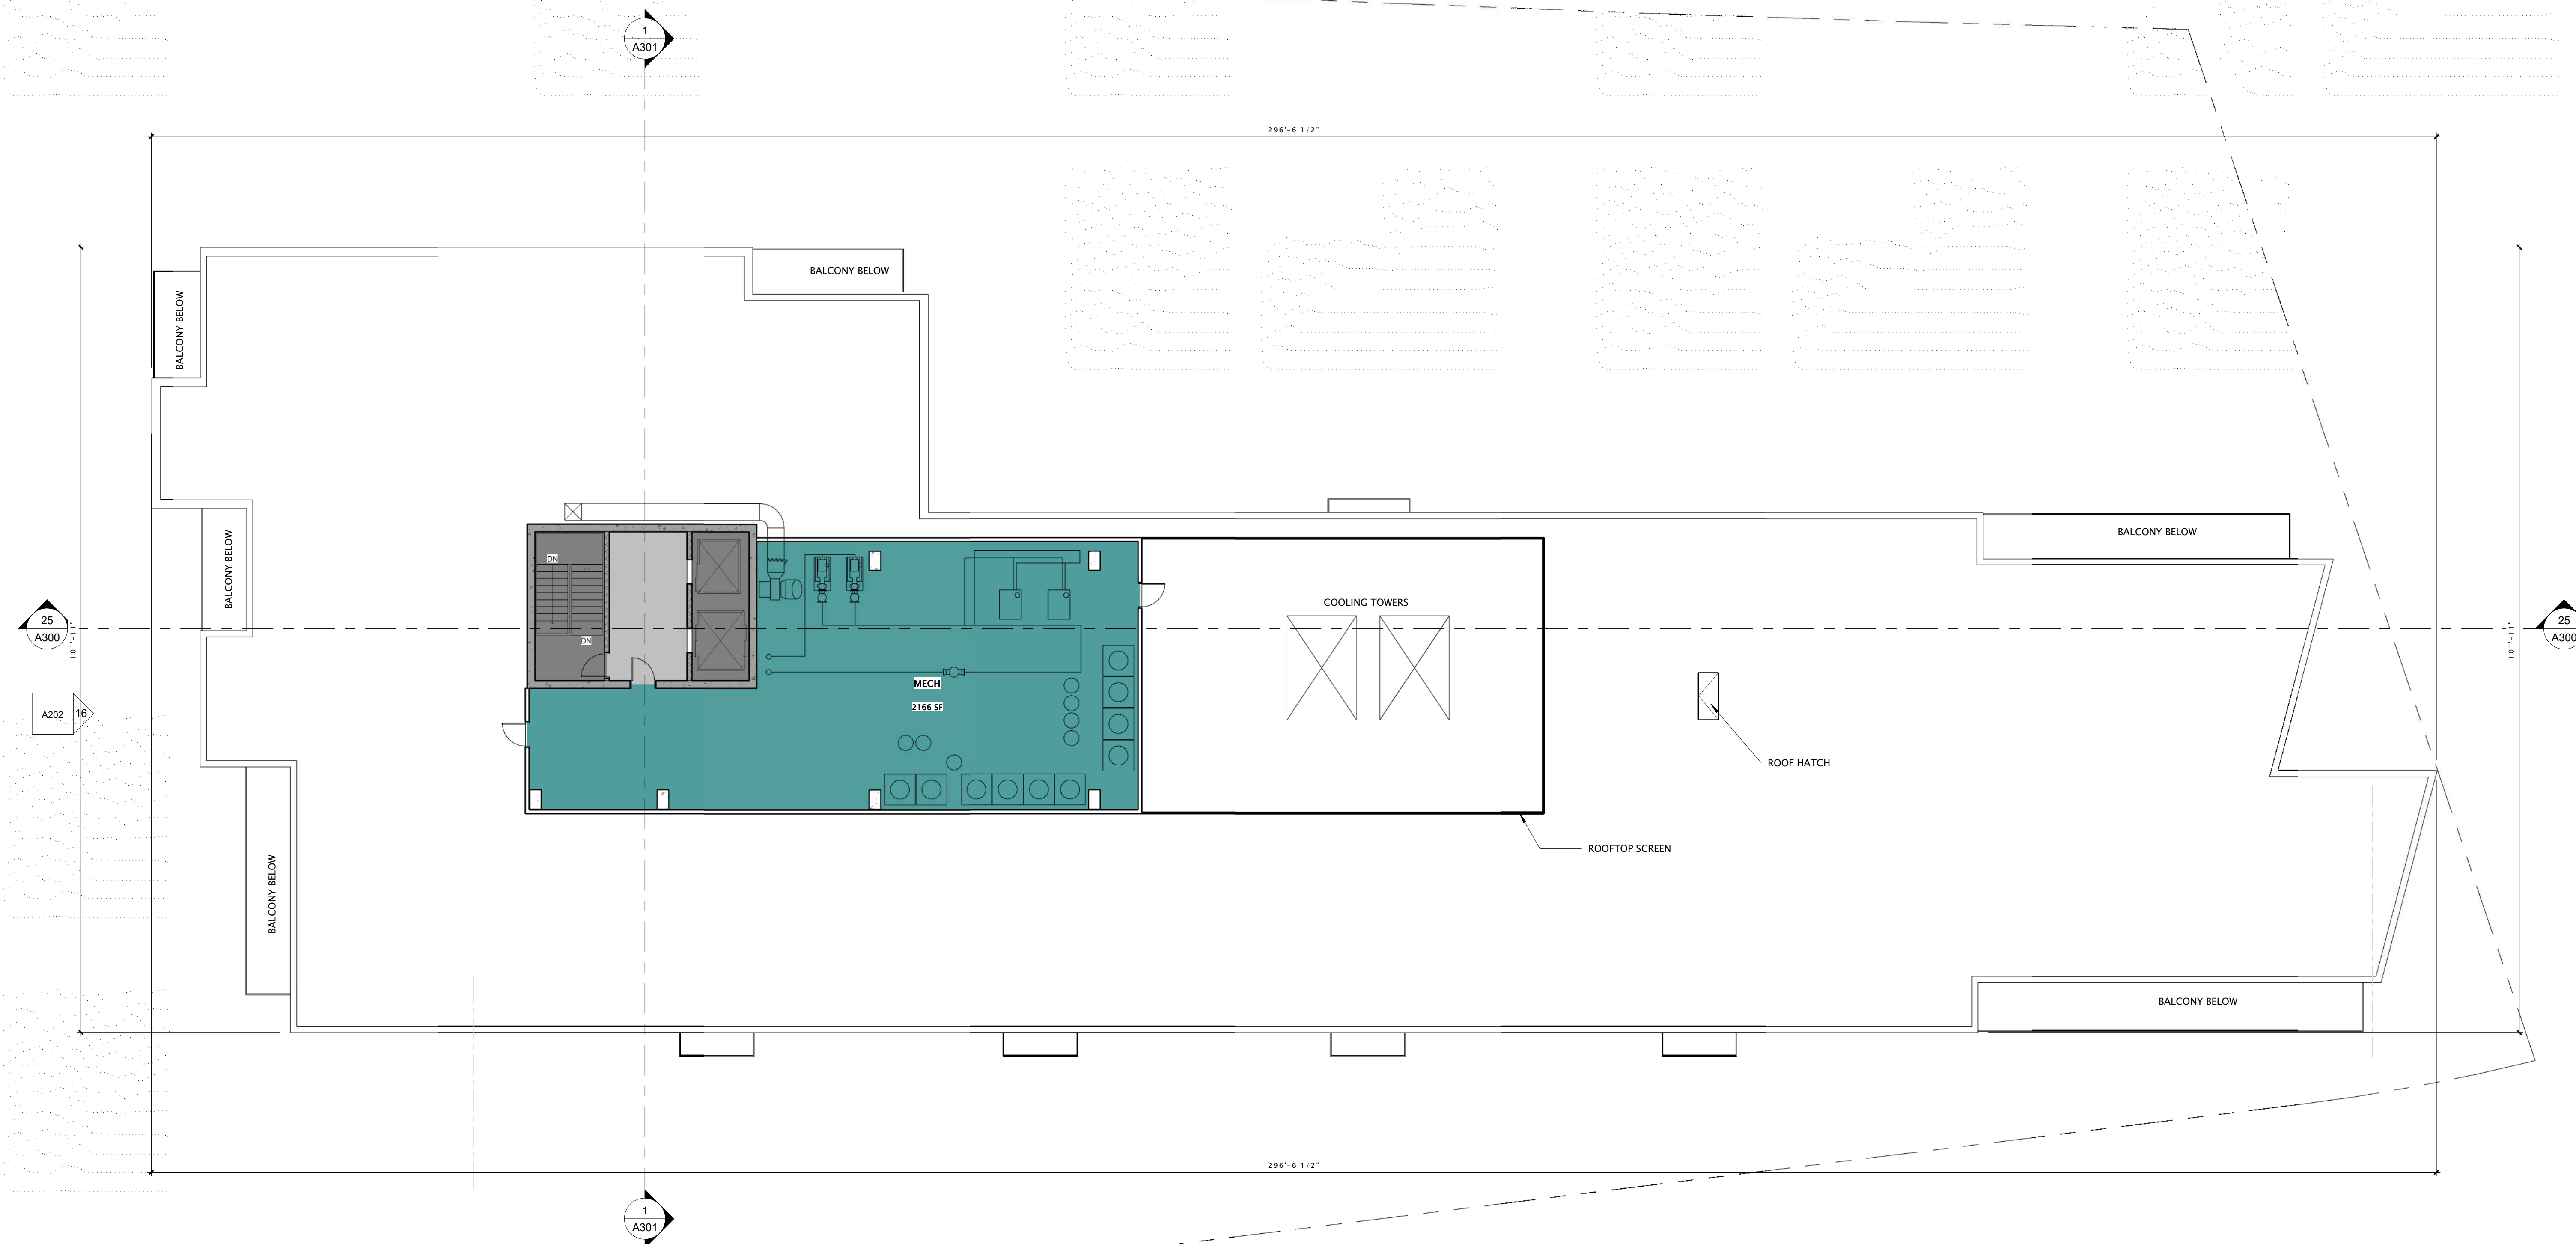 1
A301
296'-6 1/2"
BALCONY BELOW
BALCONY BELOW
BALCONY BELOW
BALCONY BELOW
DN
DN
COOLING TOWERS
25
A300
101'-11"
25
A300
101'-11"
MECH
2166 SF
A202
16
ROOF HATCH
ROOFTOP SCREEN
BALCONY BELOW
BALCONY BELOW
296'-6 1/2"
1
A301